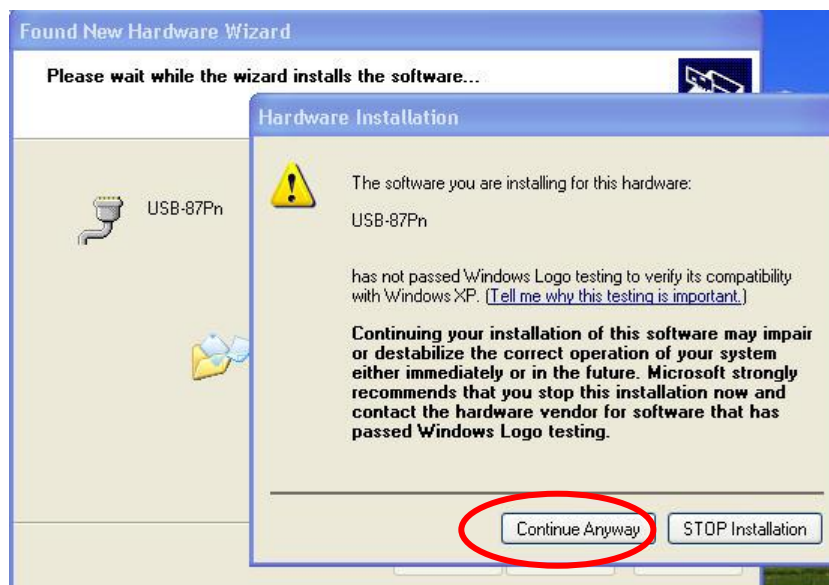 Found New Hardware Wizard
Please wait while the wizard installs the software...
Hardware Installation
USB-87Pn
The software you are installing for this hardware:
USB-87Pn
has not passed Windows Logo testing to verify its compatibility
with Windows XP. (Tell me why this testing is important.)
Continuing your installation of this software may impair
or destabilize the correct operation of your system
either immediately or in the future. Microsoft strongly
recommends that you stop this installation now and
contact the hardware vendor for software that has
passed Windows Logo testing.
Continue Anyway
STOP Installation